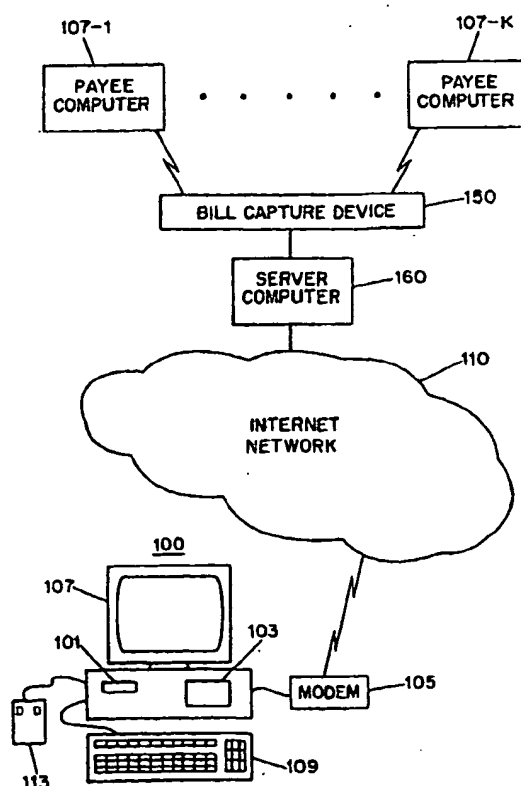 107-1
107-K
PAYEE COMPUTER
PAYEE COMPUTER
BILL CAPTURE DEVICE
150
SERVER COMPUTER
160
110
INTERNET NETWORK
100
107
101
103
MODEM
105
109
113